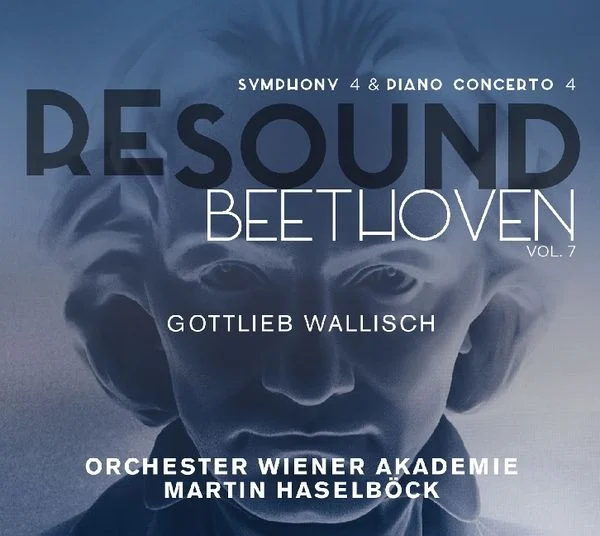 SYMPHONY 4 & PIANO CONCERTO 4
RESOUND
BEETHOVEN
VOL. 7
GOTTLIEB WALLISCH
ORCHESTER WIENER AKADEMIE
MARTIN HASELBÖCK